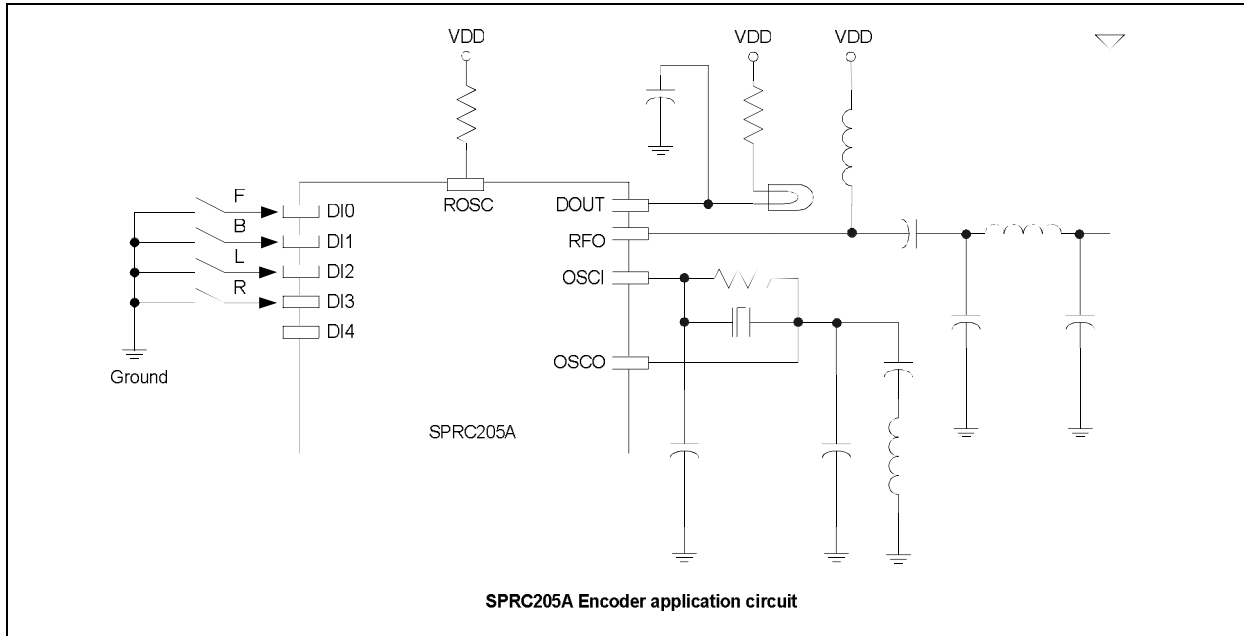 VDD
VDD
VDD
ROSC
F
B
L
R
DI0
DI1
DI2
DI3
DI4
Ground
DOUT
RFO
OSCI
OSCO
SPRC205A
SPRC205A Encoder application circuit